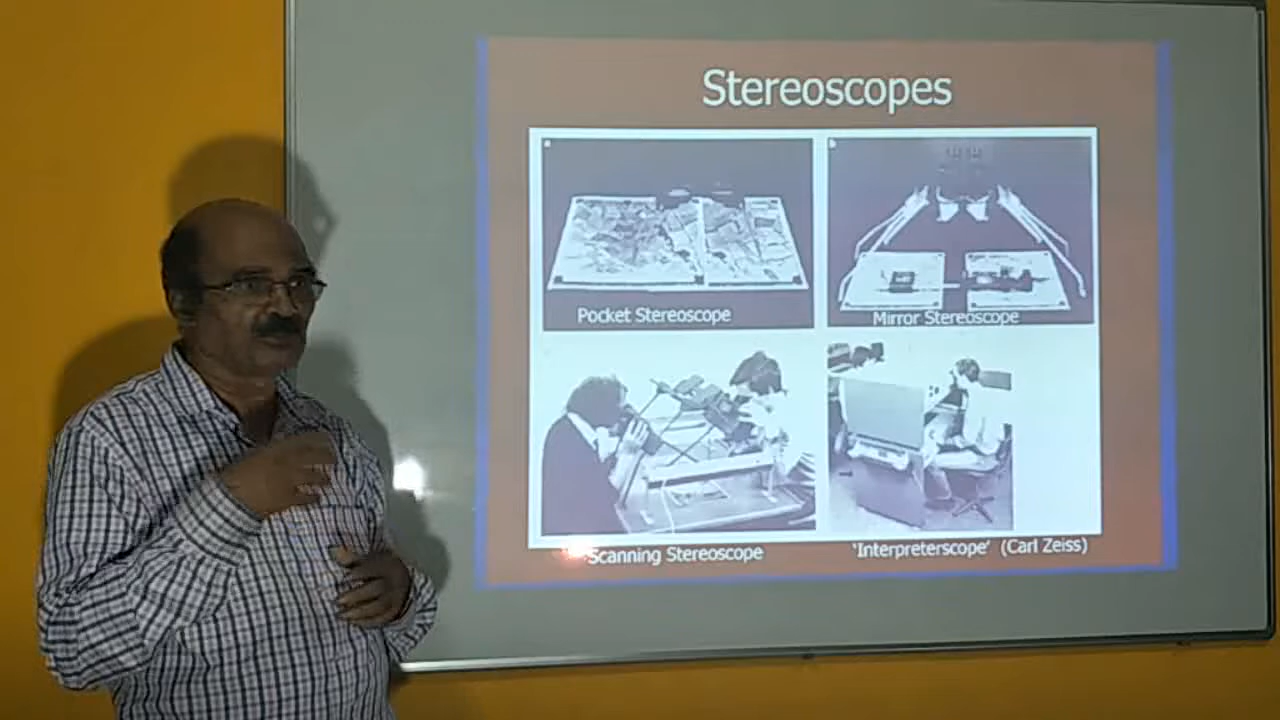 Stereoscopes
a
b
Pocket Stereoscope
Mirror Stereoscope
Scanning Stereoscope
'Interpreterscope' (Carl Zeiss)